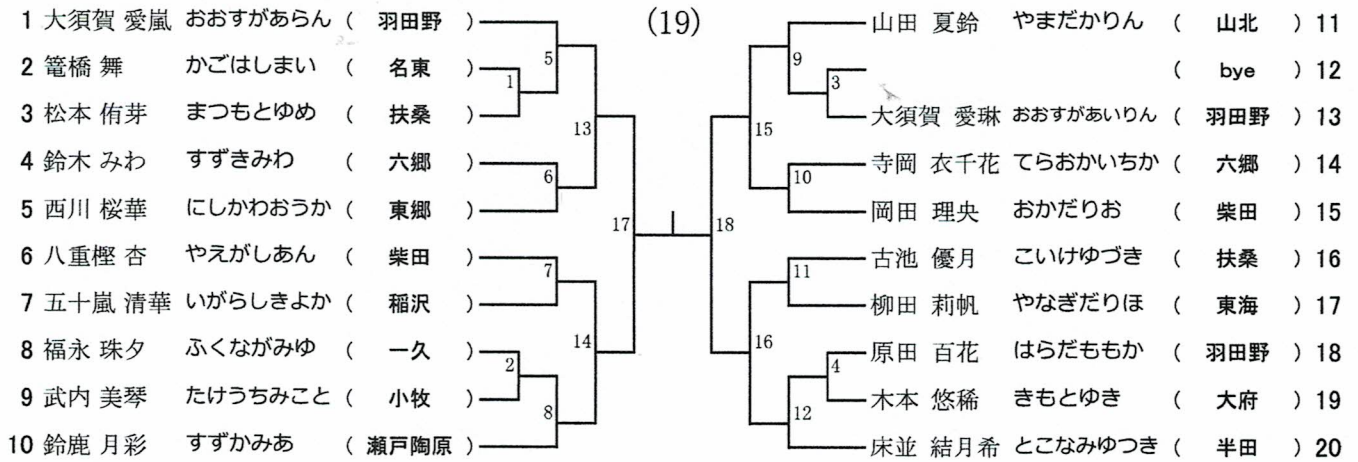 (19)
1 大須賀 愛嵐 おおすがあらん ( 羽田野 )
2 篭橋 舞 かごはしまい ( 名東 )
3 松本 侑芽 まつもとゆめ ( 扶桑 )
4 鈴木 みわ すずきみわ ( 六郷 )
5 西川 桜華 にしかわおうか ( 東郷 )
6 八重樫 杏 やえがしあん ( 柴田 )
7 五十嵐 清華 いがらしきよか ( 稲沢 )
8 福永 珠夕 ふくながみゆ ( 一久 )
9 武内 美琴 たけうちみこと ( 小牧 )
10 鈴鹿 月彩 すずかみあ ( 瀬戸陶原 )
1
5
2
6
7
8
13
14
17
18
15
16
9
3
10
11
4
12
山田 夏鈴 やまだかりん ( 山北 ) 11
( bye ) 12
大須賀 愛琳 おおすがあいりん ( 羽田野 ) 13
寺岡 衣千花 てらおかいちか ( 六郷 ) 14
岡田 理央 おかだりお ( 柴田 ) 15
古池 優月 こいけゆづき ( 扶桑 ) 16
柳田 莉帆 やなぎだりほ ( 東海 ) 17
原田 百花 はらだももか ( 羽田野 ) 18
木本 悠稀 きもとゆき ( 大府 ) 19
床並 結月希 とこなみゆつき ( 半田 ) 20